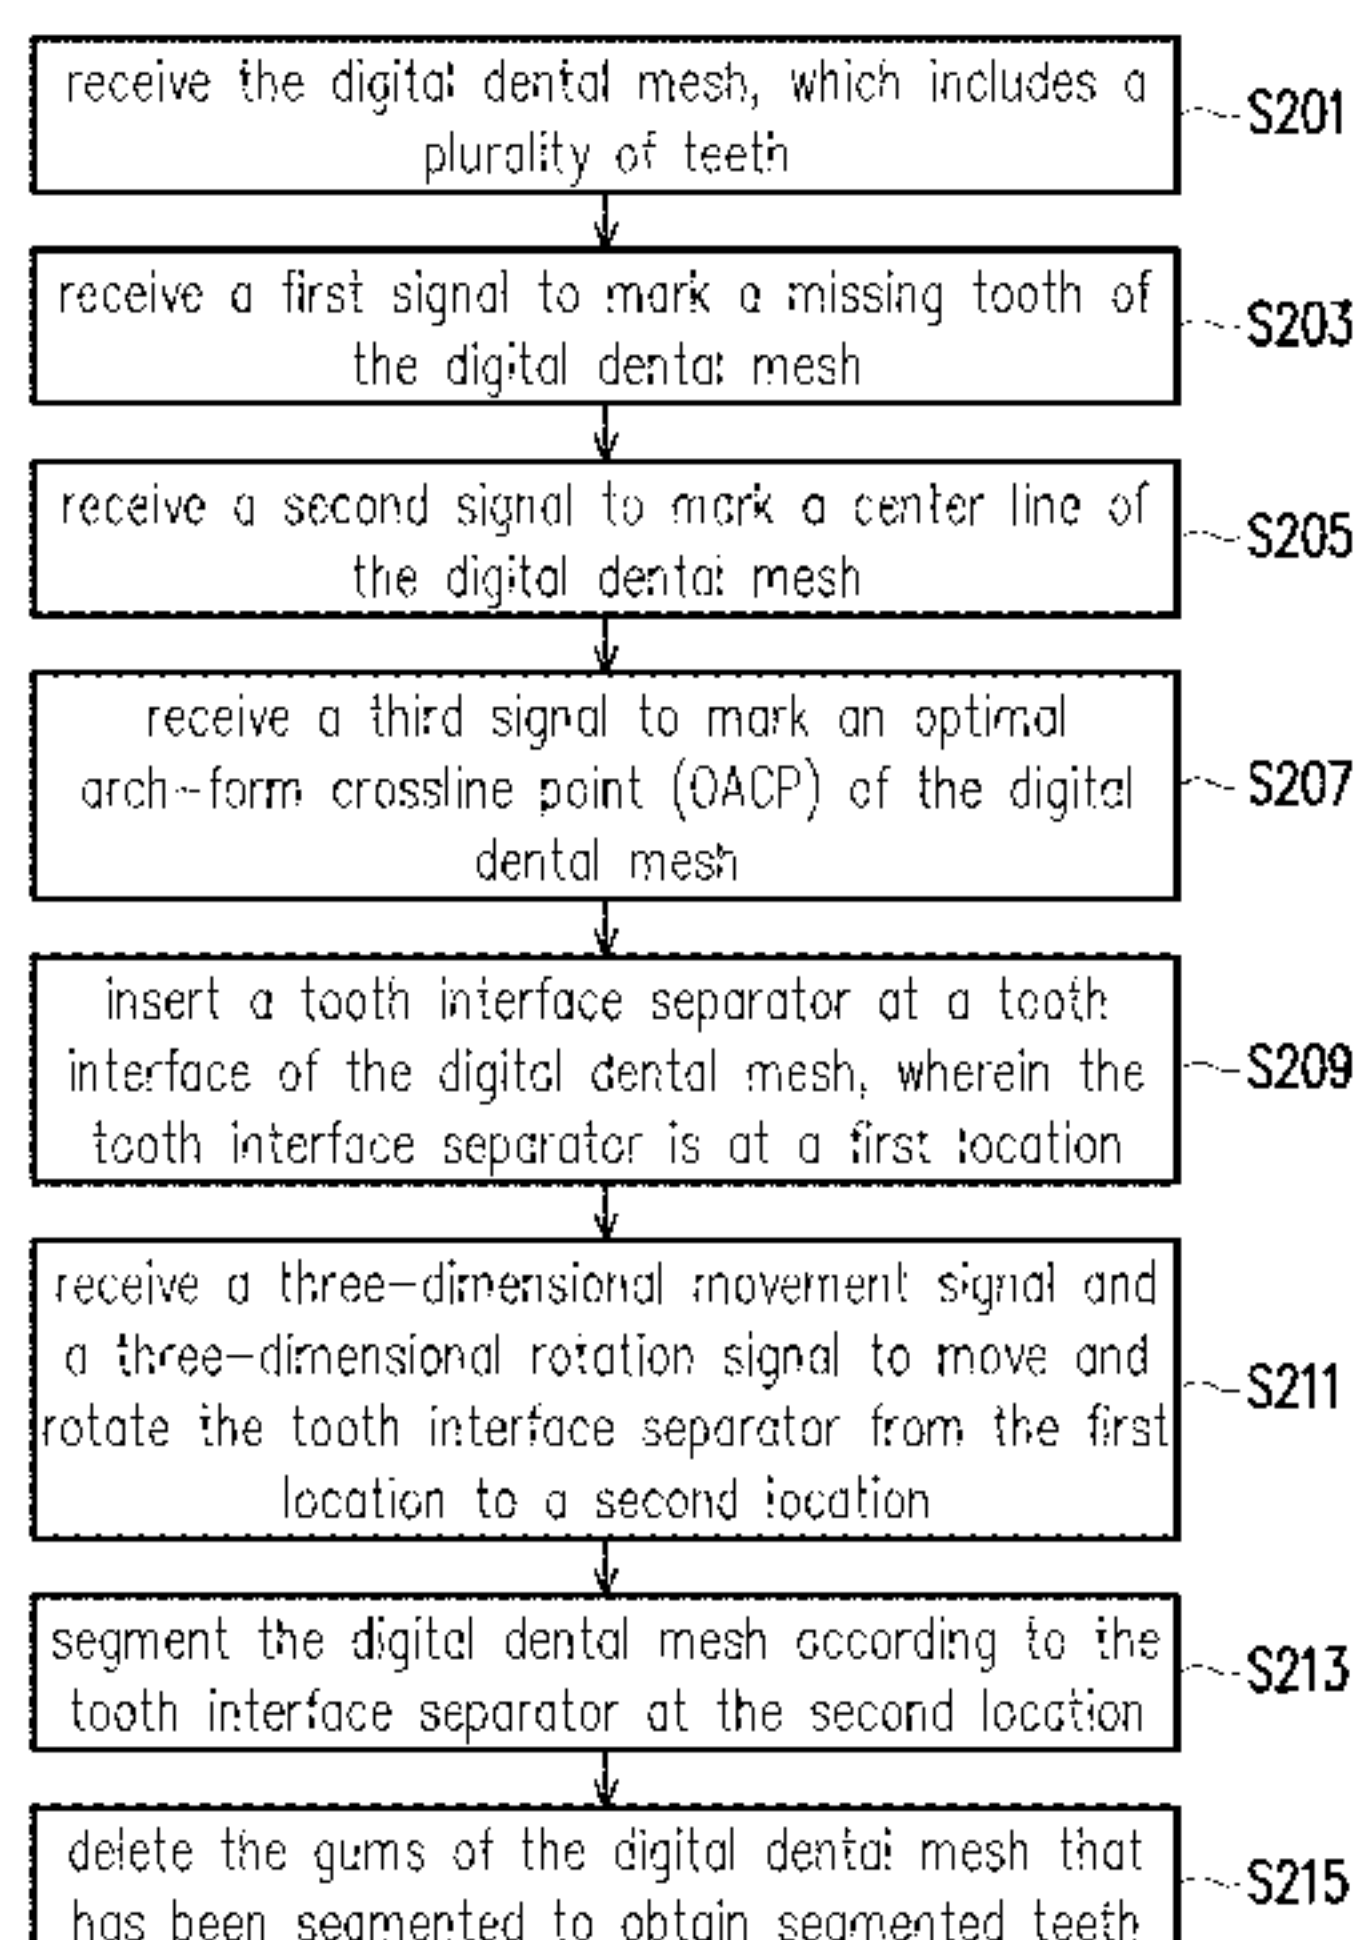 receive the digital dental mesh, which includes a
plurality of teeth
S201
receive a first signal to mark a missing tooth of
the digital dental mesh
S203
receive a second signal to mark a center line of
the digital dental mesh
S205
receive a third signal to mark an optimal
arch-form crossline point (OACP) of the digital
dental mesh
S207
insert a tooth interface separator at a tooth
interface of the digital dental mesh, wherein the
tooth interface separator is at a first location
S209
receive a three-dimensional movement signal and
a three-dimensional rotation signal to move and
rotate the tooth interface separator from the first
location to a second location
S211
segment the digital dental mesh according to the
tooth interface separator at the second location
S213
delete the gums of the digital dental mesh that
has been segmented to obtain segmented teeth
S215